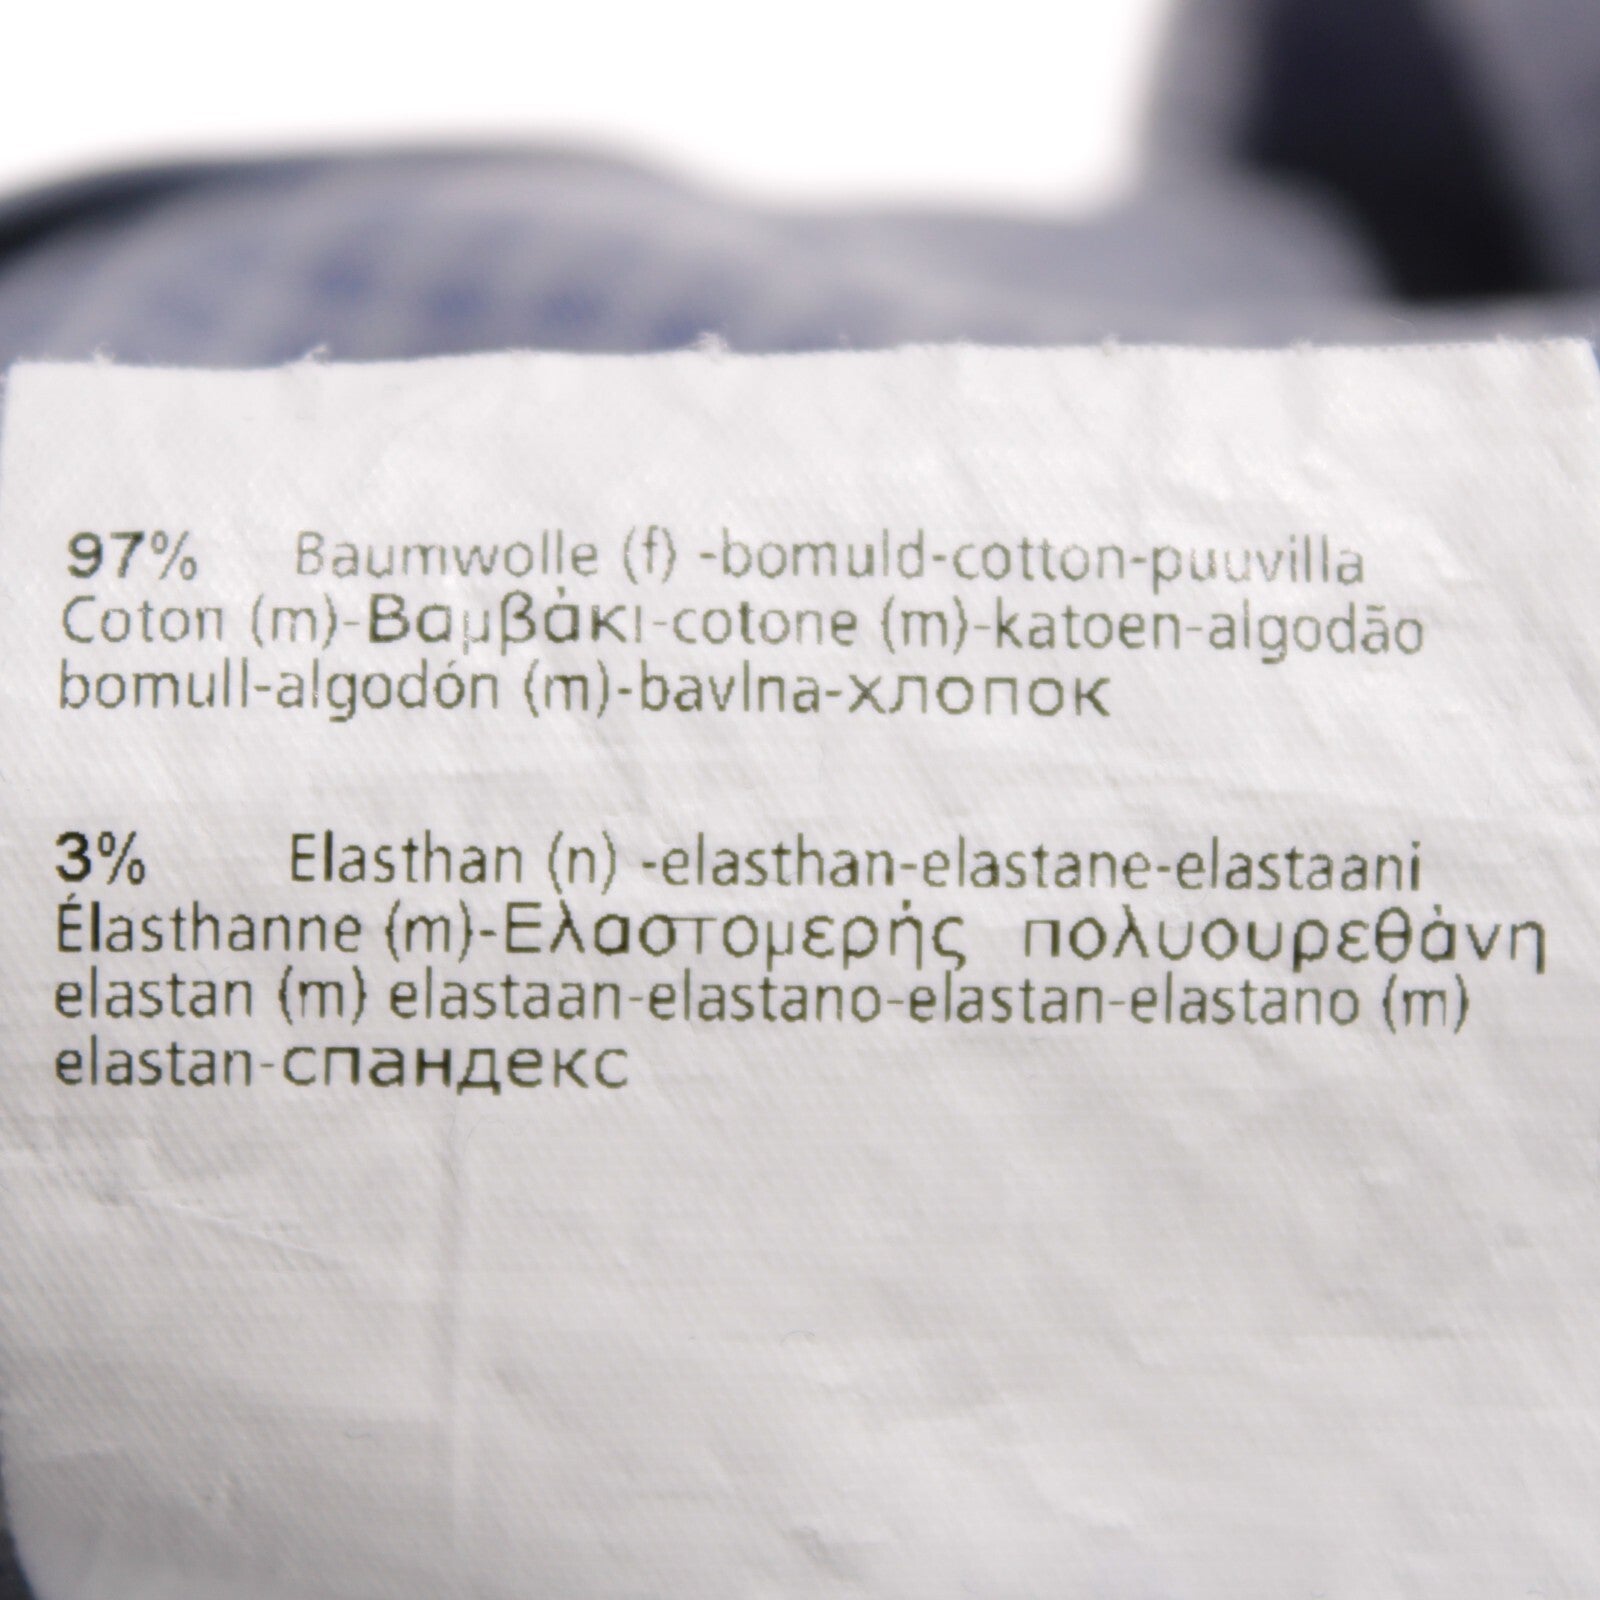 97% Baumwolle (f) -bomuld-cotton-puuvilla
Coton (m)-Βαμβάκι-cotone (m)-katoen-algodão
bomull-algodón (m)-bavlna-хлопок
3% Elasthan (n) -elasthan-elastane-elastaani
Élasthanne (m)-Ελαστομερής πολυουρεθάνη
elastan (m) elastaan-elastano-elastan-elastano (m)
elastan-спандекс